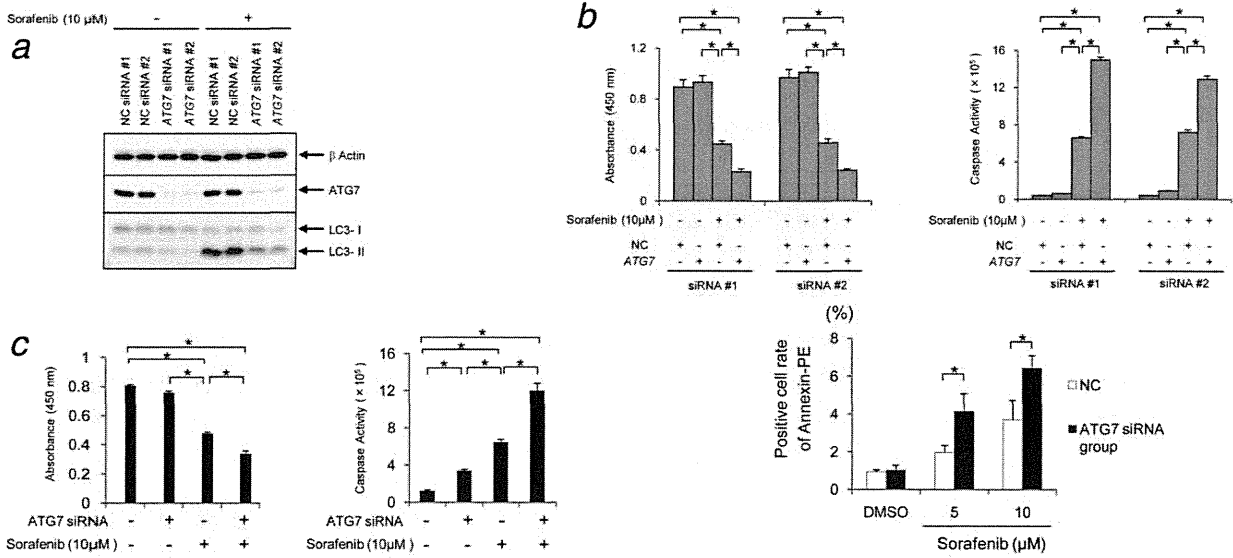 Sorafenib (10 μM) - +
a
NC siRNA #1
NC siRNA #2
ATG7 siRNA #1
ATG7 siRNA #2
NC siRNA #1
NC siRNA #2
ATG7 siRNA #1
ATG7 siRNA #2
β Actin
ATG7
LC3- I
LC3- II
b
Absorbance (450 nm)
1.2
0.8
0.4
0
* * * *
* * * *
Sorafenib (10μM) - - + + - - + +
NC + - + - + - + -
ATG7 - + - + - + - +
siRNA #1 siRNA #2
Caspase Activity (× 10⁵)
16
12
8
4
0
* * * *
* * * *
Sorafenib (10μM) - - + + - - + +
NC + - + - + - + -
ATG7 - + - + - + - +
siRNA #1 siRNA #2
c
Absorbance (450 nm)
1
0.8
0.6
0.4
0.2
0
* * * *
ATG7 siRNA - + - +
Sorafenib (10μM) - - + +
Caspase Activity (× 10⁵)
16
12
8
4
0
* * * * *
ATG7 siRNA - + - +
Sorafenib (10μM) - - + +
(%)
Positive cell rate
of Annexin-PE
8
6
4
2
0
* *
NC
ATG7 siRNA
group
DMSO 5 10
Sorafenib (μM)